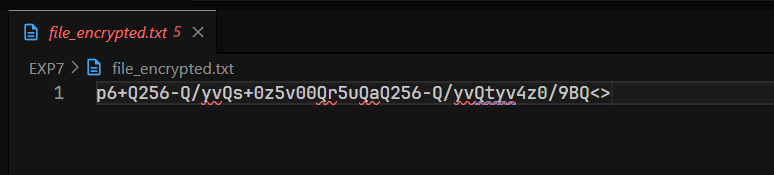 file_encrypted.txt 5 ×
EXP7 > file_encrypted.txt
1 p6+Q256-Q/yvQs+0z5v00Qr5uQaQ256-Q/yvQtyv4z0/9BQ<>